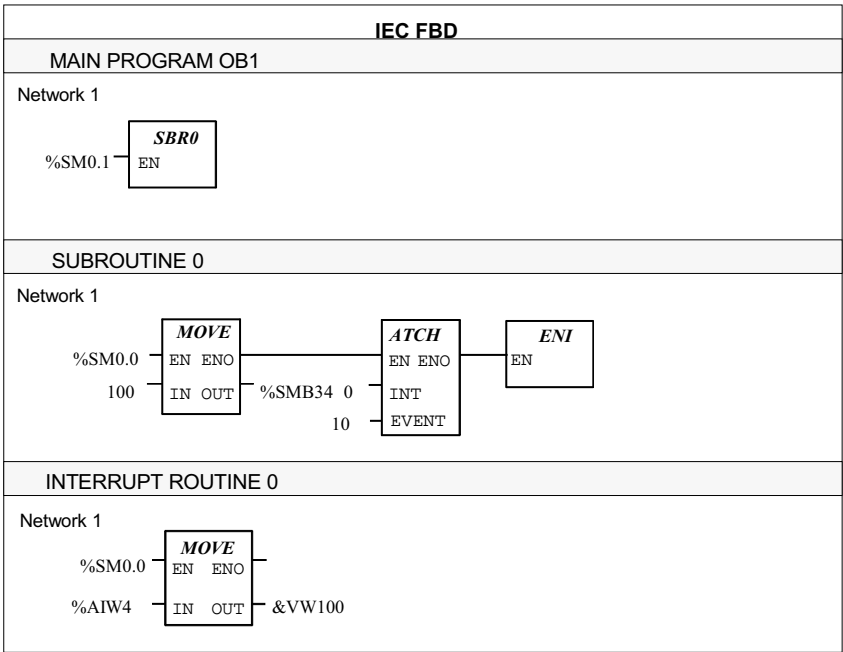 IEC FBD
MAIN PROGRAM OB1
Network 1
SBR0
%SM0.1 EN
SUBROUTINE 0
Network 1
MOVE ATCH ENI
%SM0.0 EN ENO EN ENO EN
100 IN OUT %SMB34 0 INT
10 EVENT
INTERRUPT ROUTINE 0
Network 1
MOVE
%SM0.0 EN ENO
%AIW4 IN OUT &VW100